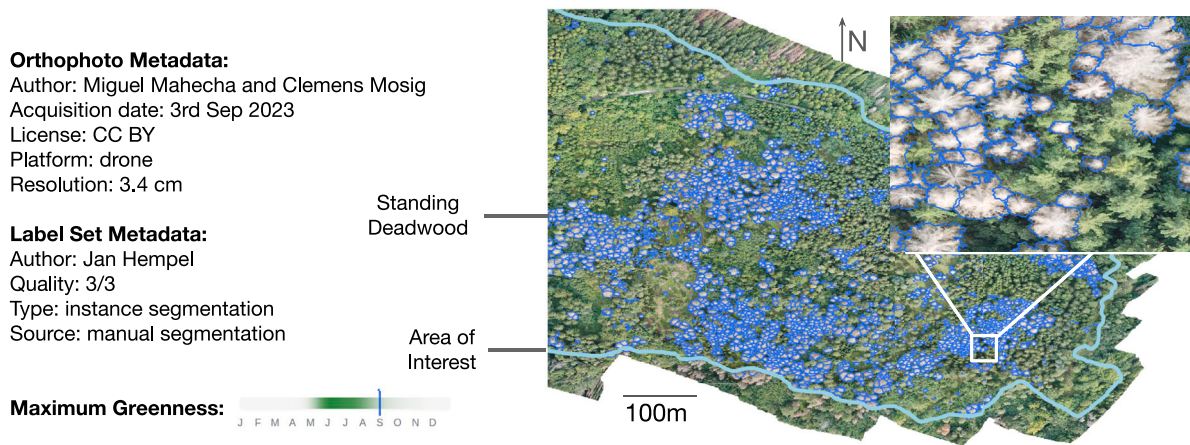 Orthophoto Metadata:
Author: Miguel Mahecha and Clemens Mosig
Acquisition date: 3rd Sep 2023
License: CC BY
Platform: drone
Resolution: 3.4 cm
Label Set Metadata:
Author: Jan Hempel
Quality: 3/3
Type: instance segmentation
Source: manual segmentation
Maximum Greenness:
J F M A M J J A S O N D
Standing
Deadwood
Area of
Interest
N
100m